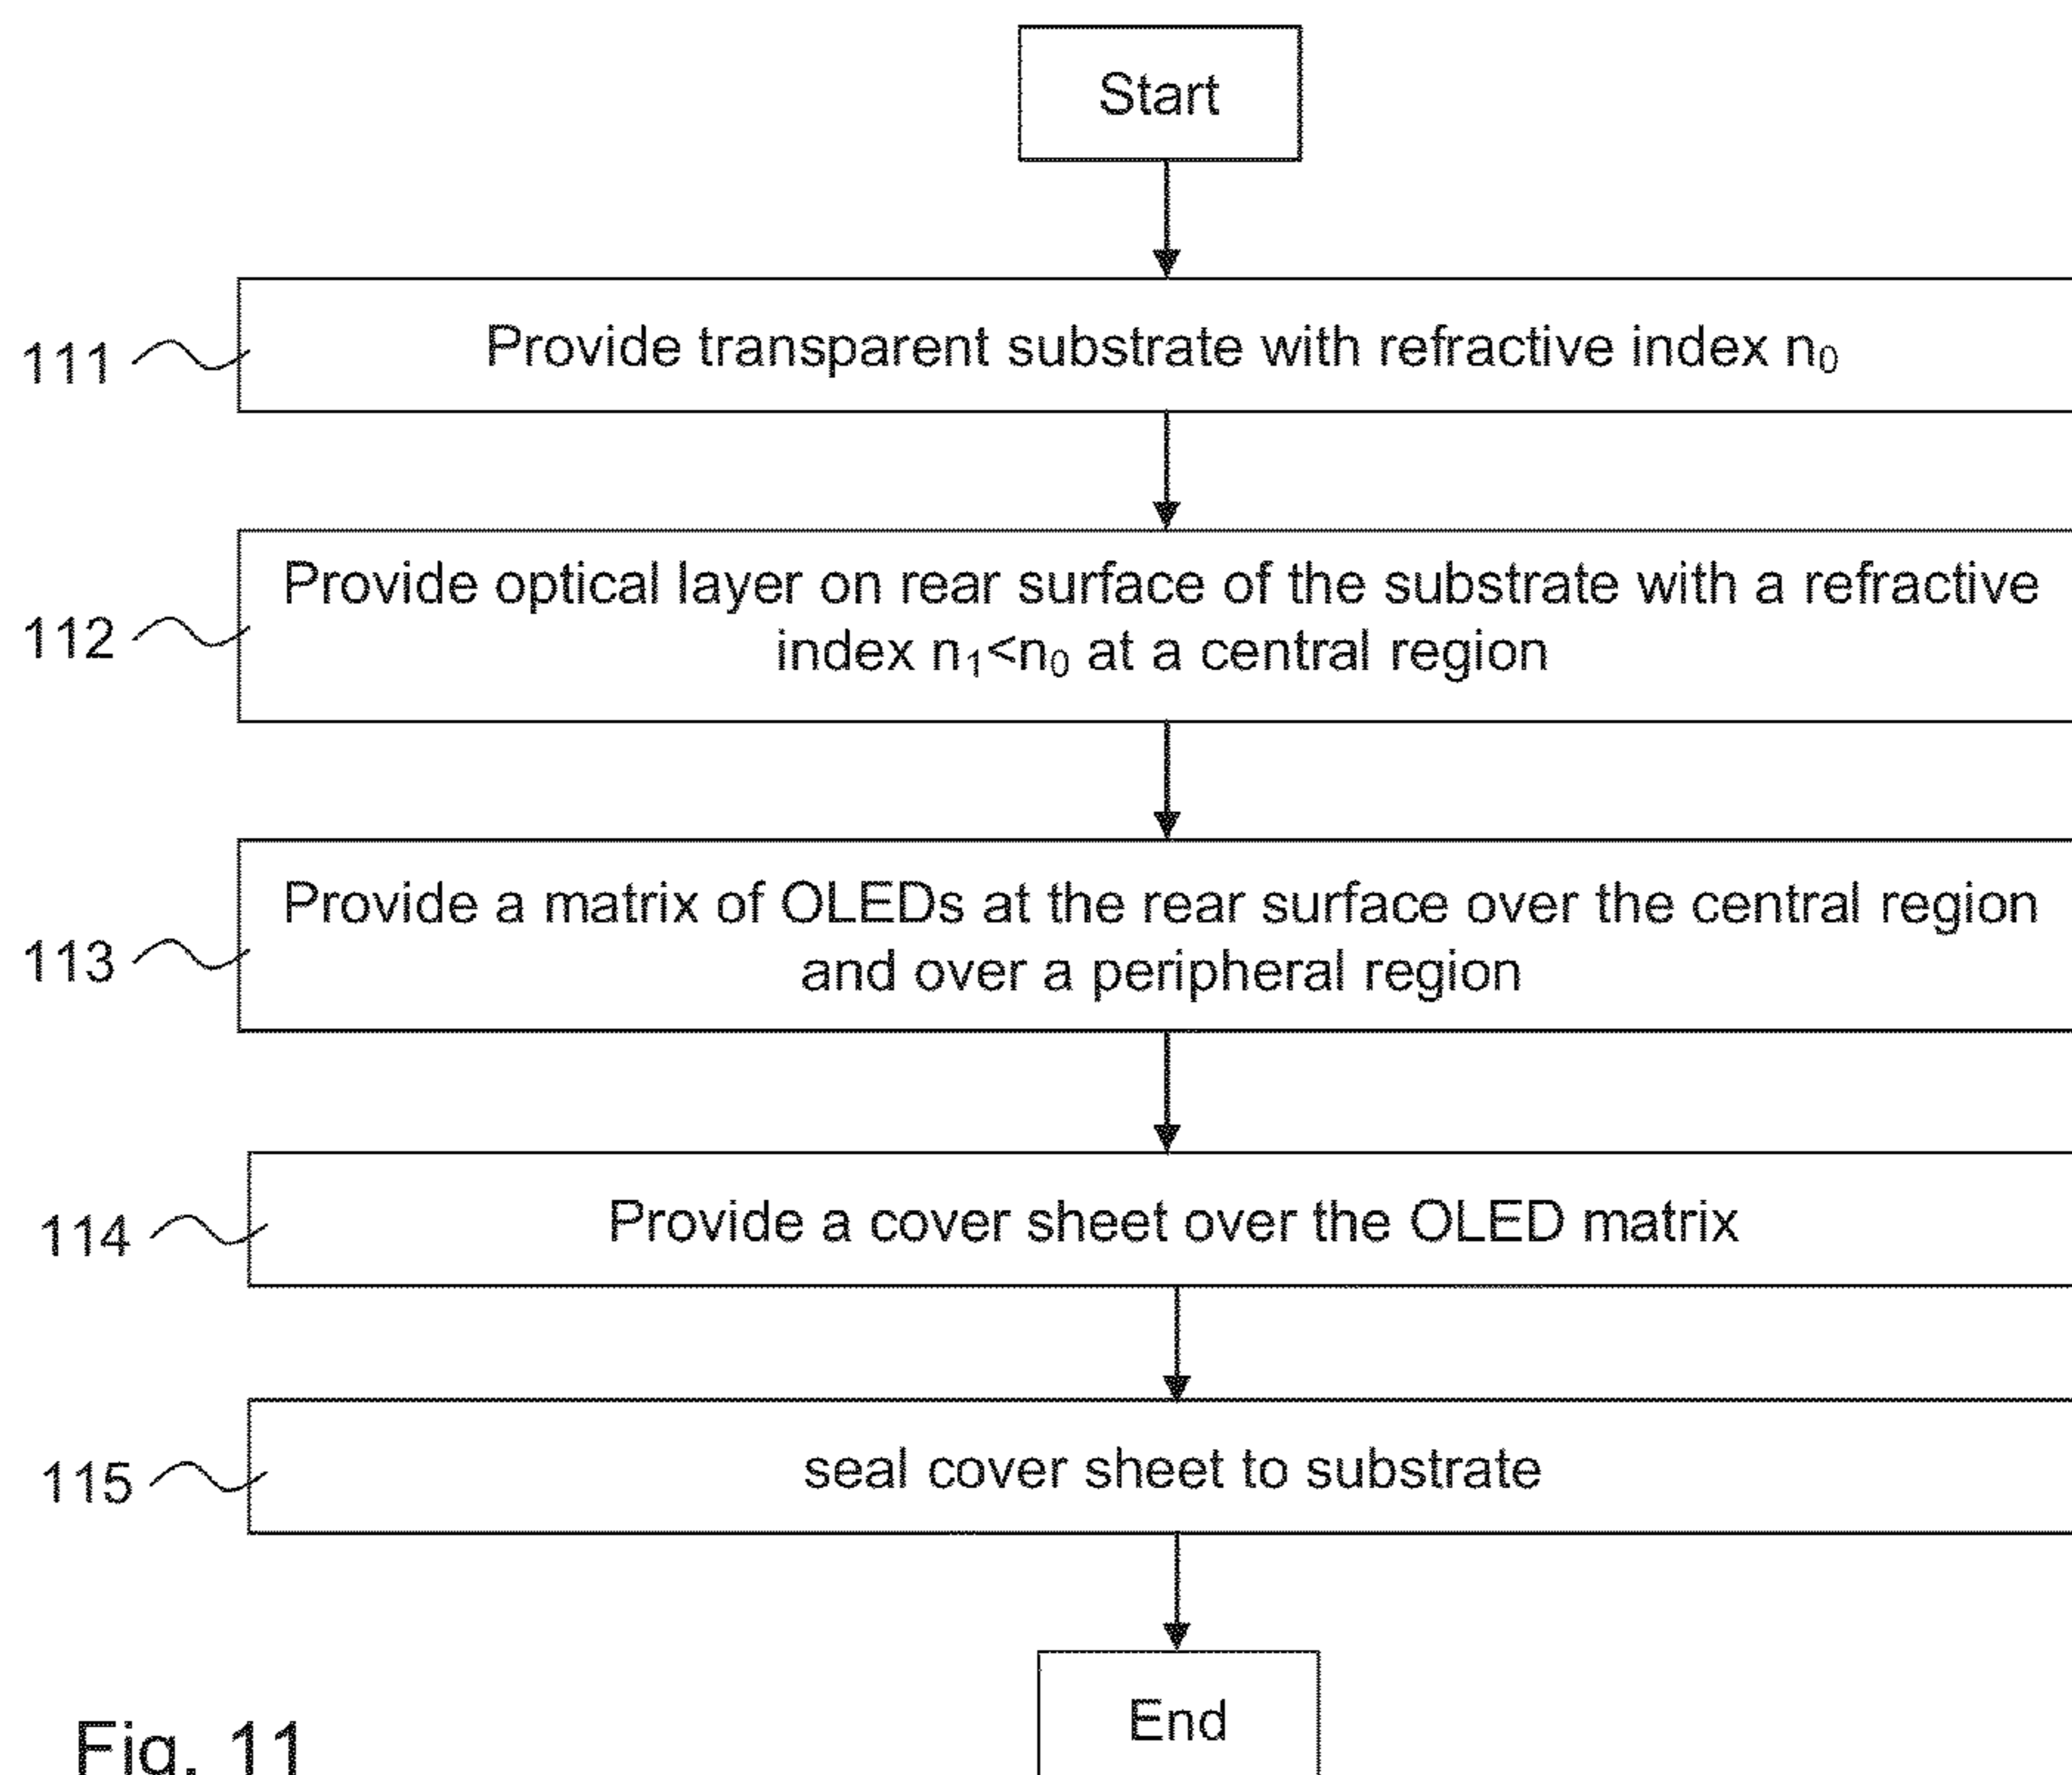 Start
111
Provide transparent substrate with refractive index n₀
112
Provide optical layer on rear surface of the substrate with a refractive
index n₁<n₀ at a central region
113
Provide a matrix of OLEDs at the rear surface over the central region
and over a peripheral region
114
Provide a cover sheet over the OLED matrix
115
seal cover sheet to substrate
End
Fig. 11